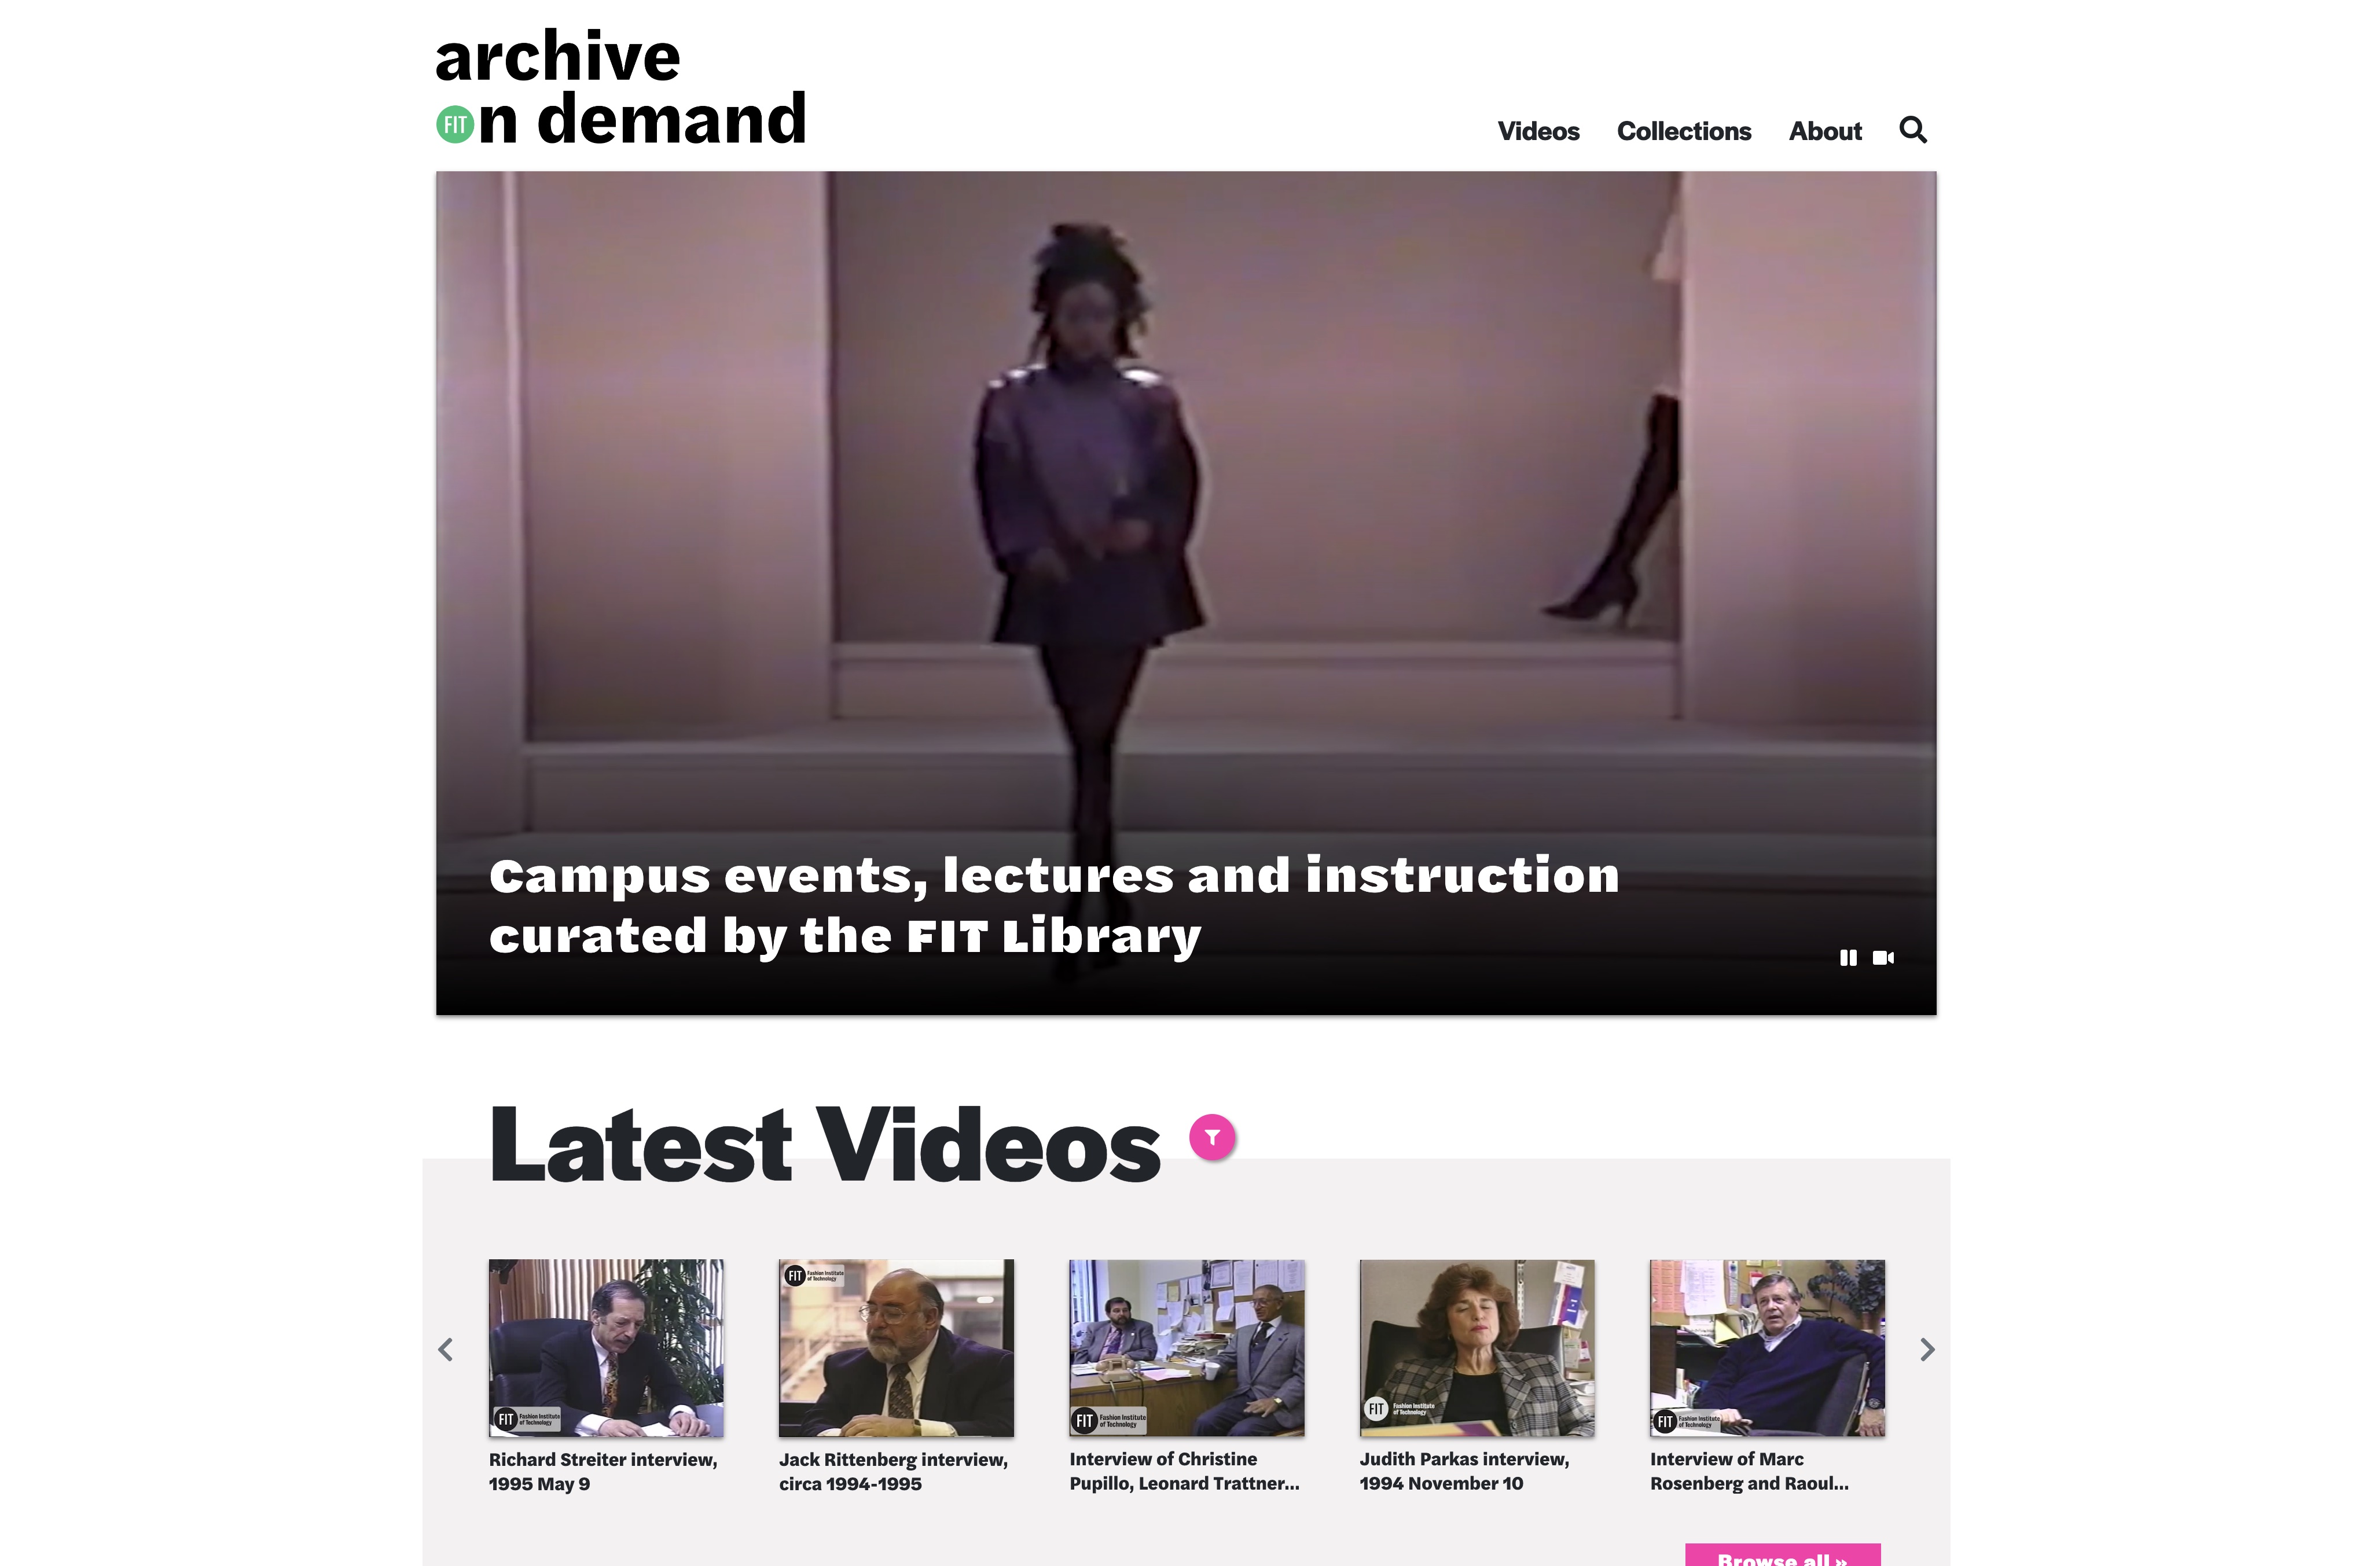 archive
FIT n demand
Videos Collections About
Campus events, lectures and instruction
curated by the FIT Library
Latest Videos
FIT Fashion Institute
of Technology
FIT Fashion Institute
of Technology
FIT Fashion Institute
of Technology
FIT Fashion Institute
of Technology
FIT Fashion Institute
of Technology
Richard Streiter interview,
1995 May 9
Jack Rittenberg interview,
circa 1994-1995
Interview of Christine
Pupillo, Leonard Trattner...
Judith Parkas interview,
1994 November 10
Interview of Marc
Rosenberg and Raoul...
Browse all »